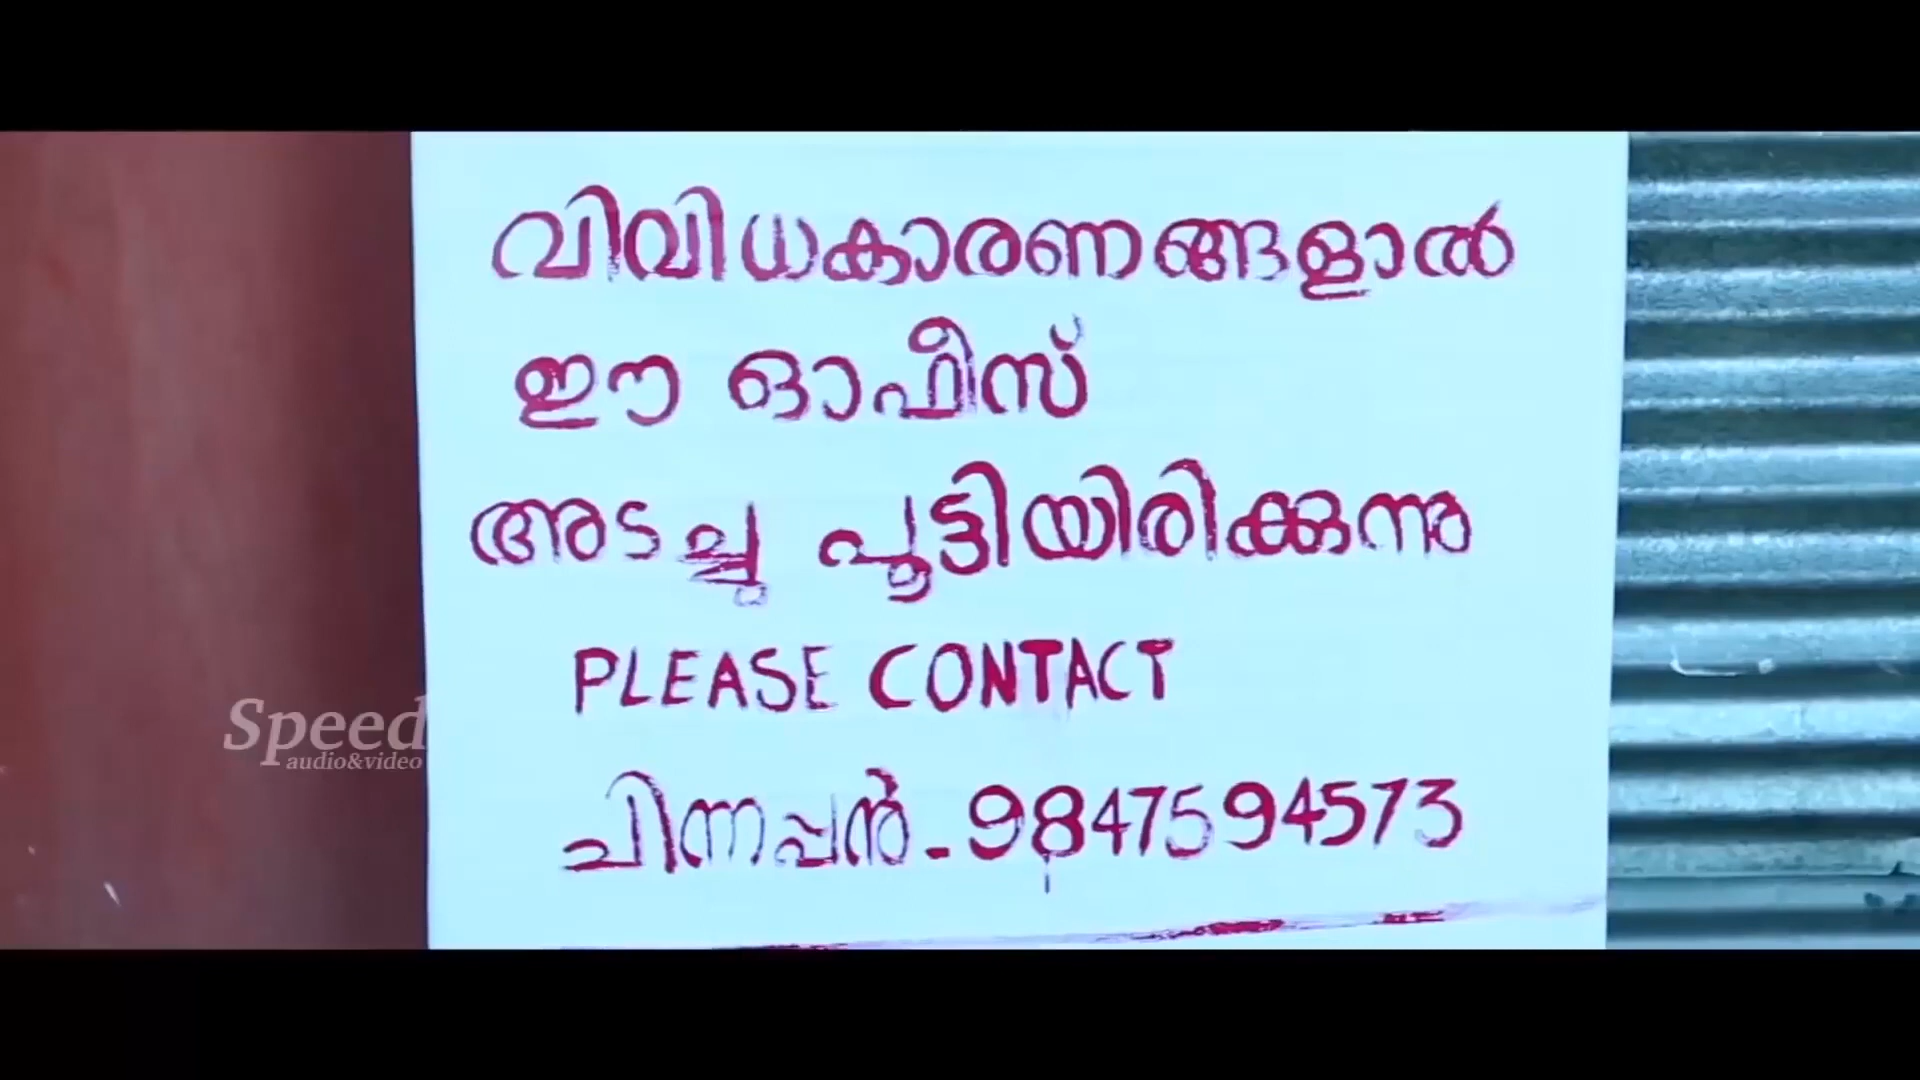 വിവിധകാരണങ്ങളാൽ
ഈ ഓഫീസ്
അടച്ചു പൂട്ടിയിരിക്കുന്നു
PLEASE CONTACT
ചിന്നപ്പൻ - 9847594573
Speed
audio&video